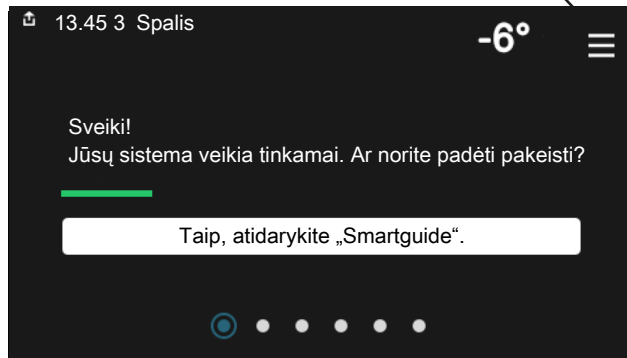 13.45 3 Spalis
-6°
Sveiki!
Jūsų sistema veikia tinkamai. Ar norite padėti pakeisti?
Taip, atidarykite „Smartguide“.